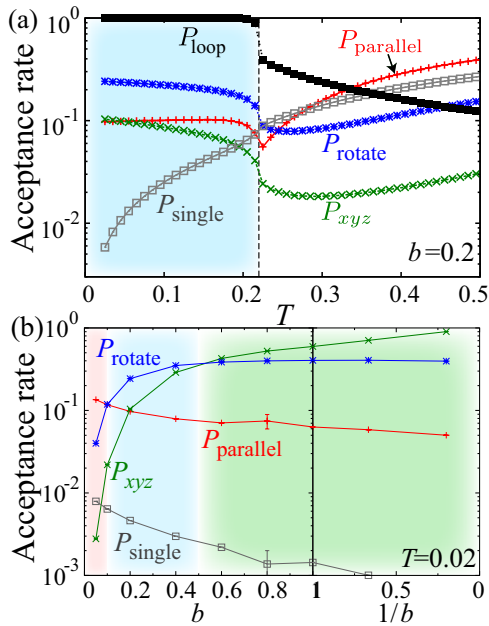 (a)
10^0
P_loop
P_parallel
10^-1
P_rotate
P_single
P_xyz
10^-2
b=0.2
Acceptance rate
0 0.1 0.2 0.3 0.4 0.5
T
(b)
10^0
P_rotate
10^-1
P_parallel
P_xyz
10^-2
P_single
T=0.02
10^-3
Acceptance rate
0 0.2 0.4 0.6 0.8 1 1 0.5 0
b 1/b